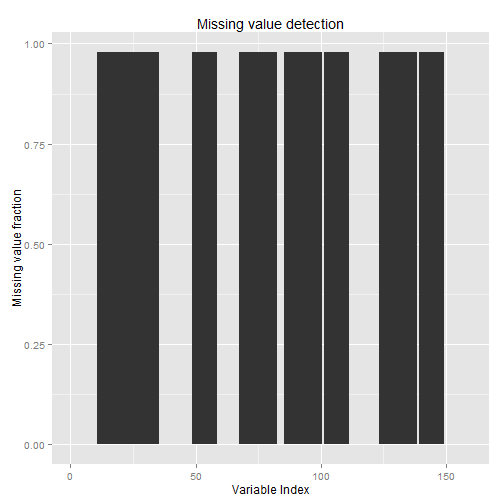 Missing value detection
1.00
0.75
0.50
0.25
0.00
Missing value fraction
0 50 100 150
Variable Index